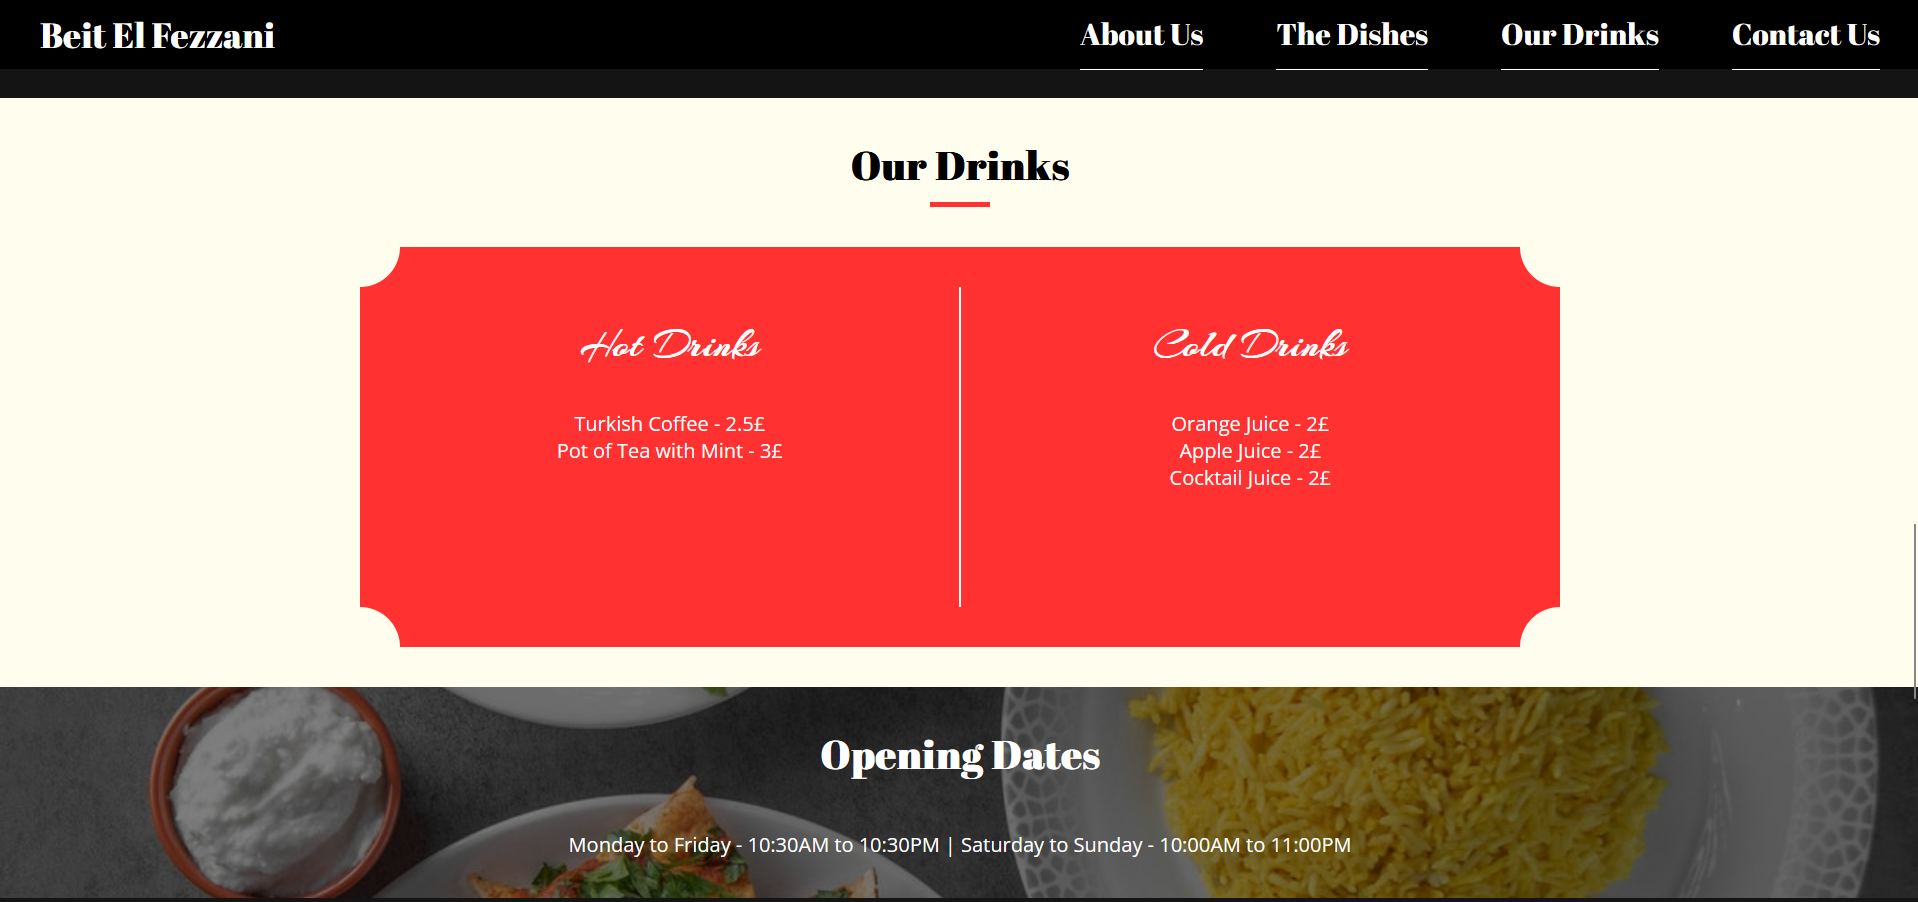 Beit El Fezzani
About Us
The Dishes
Our Drinks
Contact Us
Our Drinks
Hot Drinks
Turkish Coffee - 2.5£
Pot of Tea with Mint - 3£
Cold Drinks
Orange Juice - 2£
Apple Juice - 2£
Cocktail Juice - 2£
Opening Dates
Monday to Friday - 10:30AM to 10:30PM | Saturday to Sunday - 10:00AM to 11:00PM